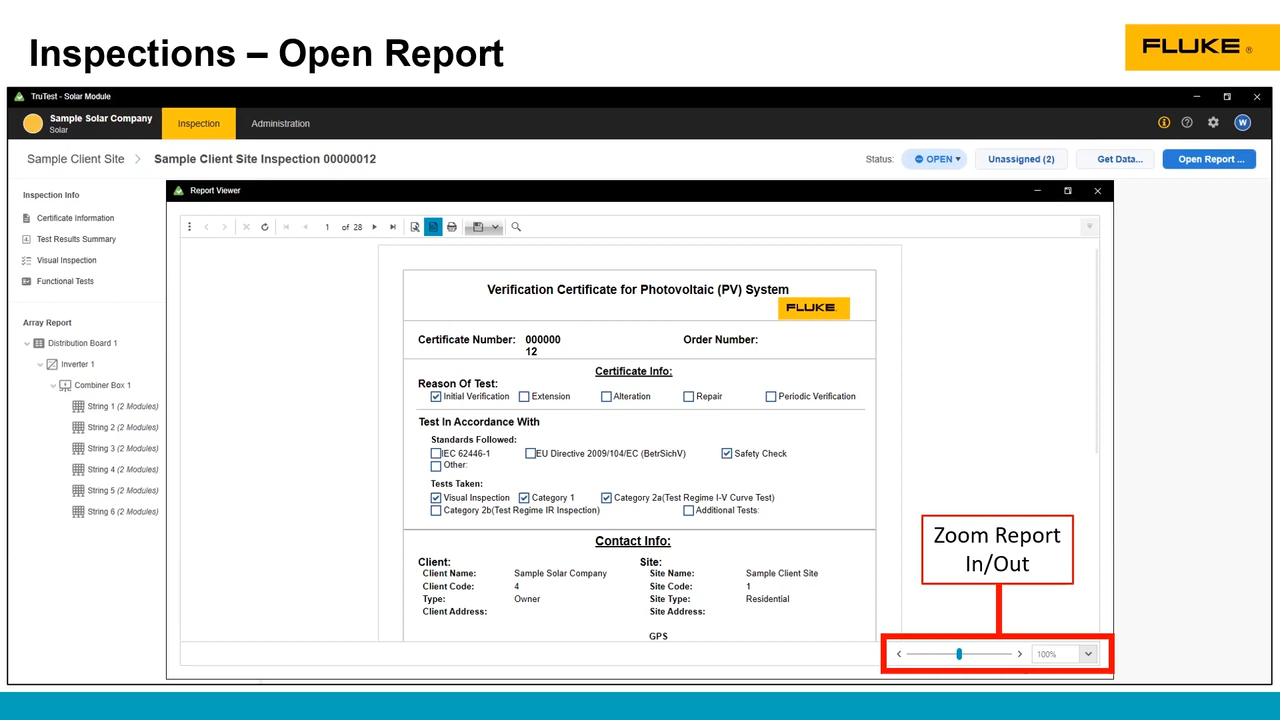 Inspections – Open Report
FLUKE ®
TruTest - Solar Module
Sample Solar Company
Solar
Inspection
Administration
W
Sample Client Site
Sample Client Site Inspection 00000012
Status:
OPEN
Unassigned (2)
Get Data...
Open Report ...
Inspection Info
Certificate Information
Test Results Summary
Visual Inspection
Functional Tests
Array Report
Distribution Board 1
Inverter 1
Combiner Box 1
String 1 (2 Modules)
String 2 (2 Modules)
String 3 (2 Modules)
String 4 (2 Modules)
String 5 (2 Modules)
String 6 (2 Modules)
Report Viewer
1 of 28
Verification Certificate for Photovoltaic (PV) System
FLUKE
Certificate Number: 000000
12
Order Number:
Certificate Info:
Reason Of Test:
Initial Verification Extension Alteration Repair Periodic Verification
Test In Accordance With
Standards Followed:
IEC 62446-1 EU Directive 2009/104/EC (BetrSichV) Safety Check
Other:
Tests Taken:
Visual Inspection Category 1 Category 2a(Test Regime I-V Curve Test)
Category 2b(Test Regime IR Inspection) Additional Tests:
Contact Info:
Client: Site:
Client Name: Sample Solar Company Site Name: Sample Client Site
Client Code: 4 Site Code: 1
Type: Owner Site Type: Residential
Client Address: Site Address:
GPS
Zoom Report
In/Out
100%